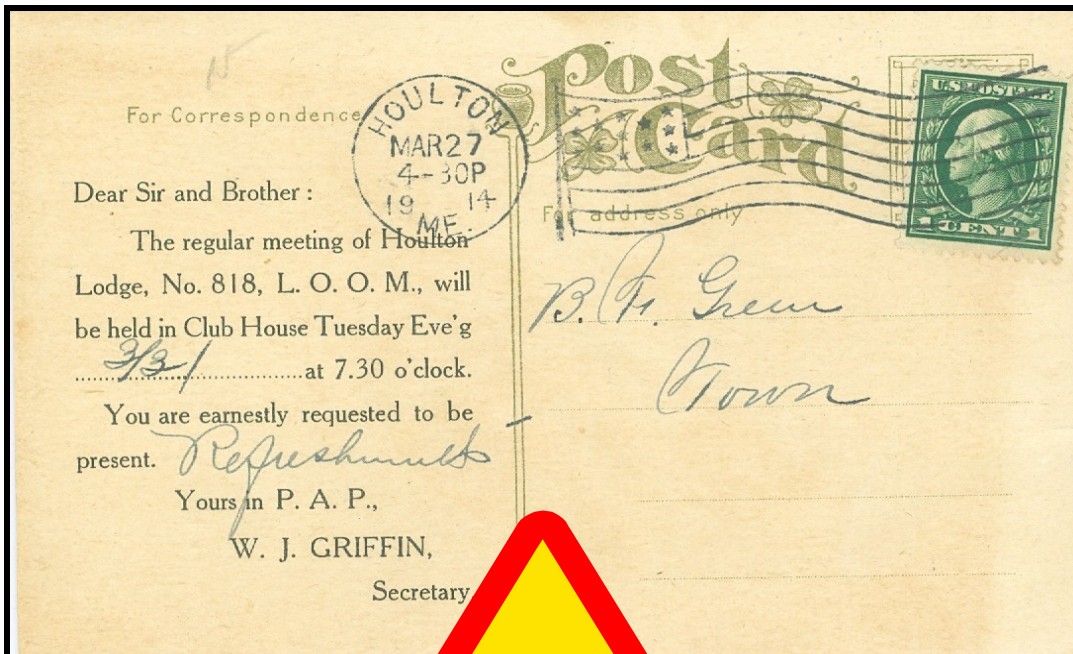 Post
Card
For Correspondence
HOULTON
MAR27
4-30P
19 14
ME.
U.S. POSTAGE
1 CENT 1
For address only
Dear Sir and Brother :
The regular meeting of Houlton
Lodge, No. 818, L. O. O. M., will
be held in Club House Tuesday Eve'g
3/31 at 7.30 o'clock.
You are earnestly requested to be
present. Refreshments
Yours in P. A. P.,
W. J. GRIFFIN,
Secretary
B. F. Green
Town